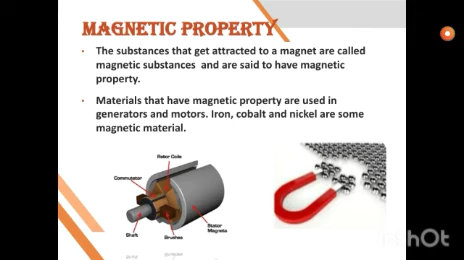 MAGNETIC PROPERTY
• The substances that get attracted to a magnet are called
magnetic substances and are said to have magnetic
property.
• Materials that have magnetic property are used in
generators and motors. Iron, cobalt and nickel are some
magnetic material.
Rotor Coils
Commutator
Shaft
Brushes
Stator
Magnets